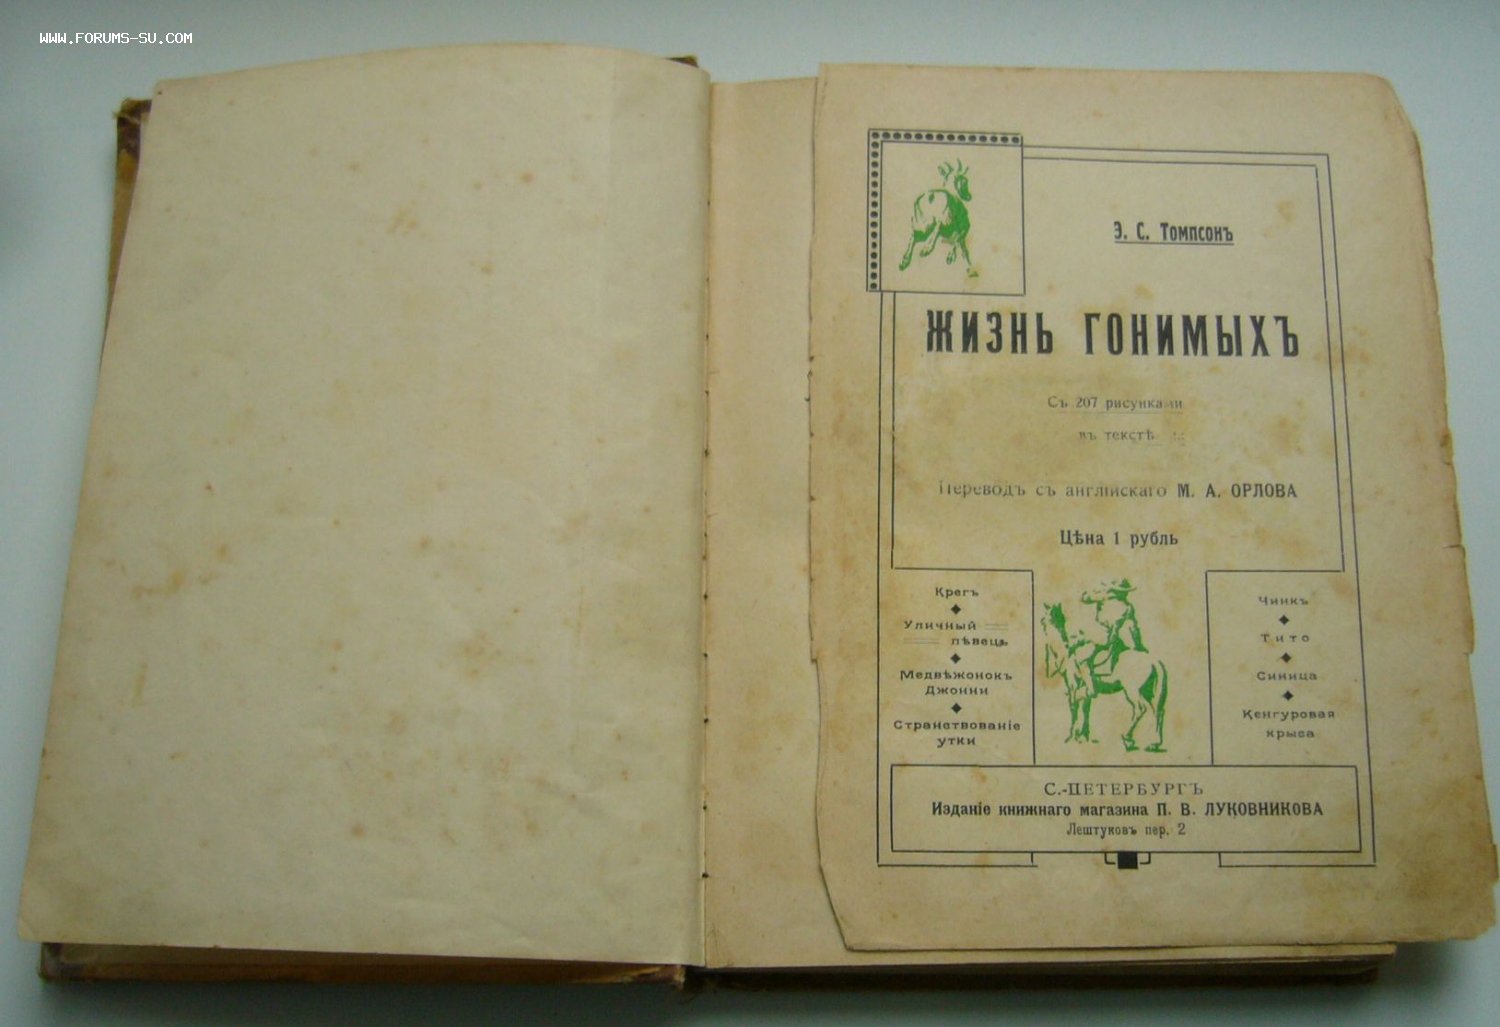 WWW.FORUMS-SU.COM
Э. С. Томпсонъ
ЖИЗНЬ ГОНИМЫХЪ
Съ 207 рисунками
въ текстѣ
Переводъ съ англійскаго М. А. ОРЛОВА
Цѣна 1 рубль
Крегъ
Уличный
пѣвецъ
Медвѣжонокъ
Джонни
Странствованіе
утки
Чинкъ
Тито
Синица
Кенгуровая
крыса
С.-ПЕТЕРБУРГЪ
Изданіе книжнаго магазина П. В. ЛУКОВНИКОВА
Лештуковъ пер. 2